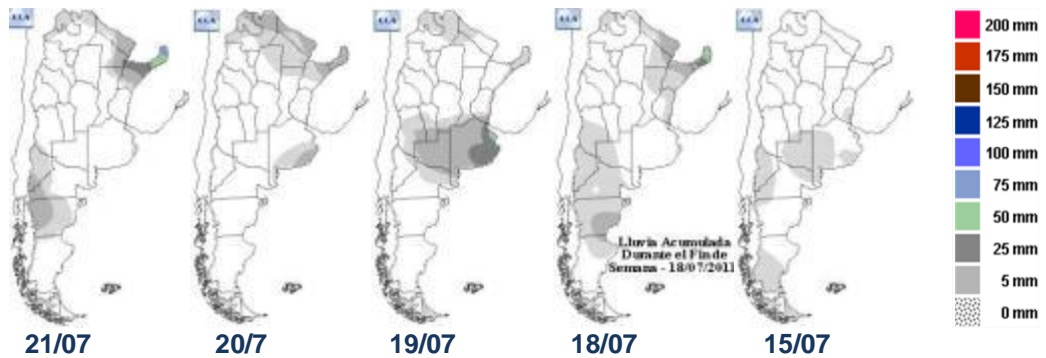 200 mm
175 mm
150 mm
125 mm
100 mm
75 mm
50 mm
25 mm
5 mm
0 mm
Lluvia Acumulada
Durante el Fin de
Semana - 18/07/2011
21/07
20/7
19/07
18/07
15/07